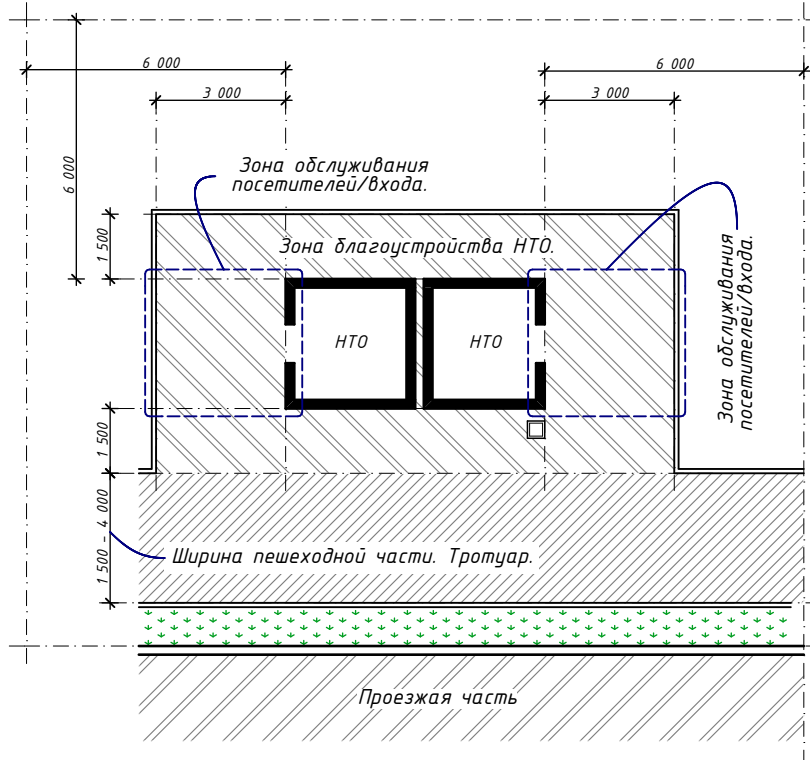 6 000
6 000
3 000
3 000
6 000
Зона обслуживания
посетителей/входа.
1 500
Зона благоустройства НТО.
Зона обслуживания
посетителей/входа.
НТО
НТО
1 500
1 500 - 4 000
Ширина пешеходной части. Тротуар.
Проезжая часть